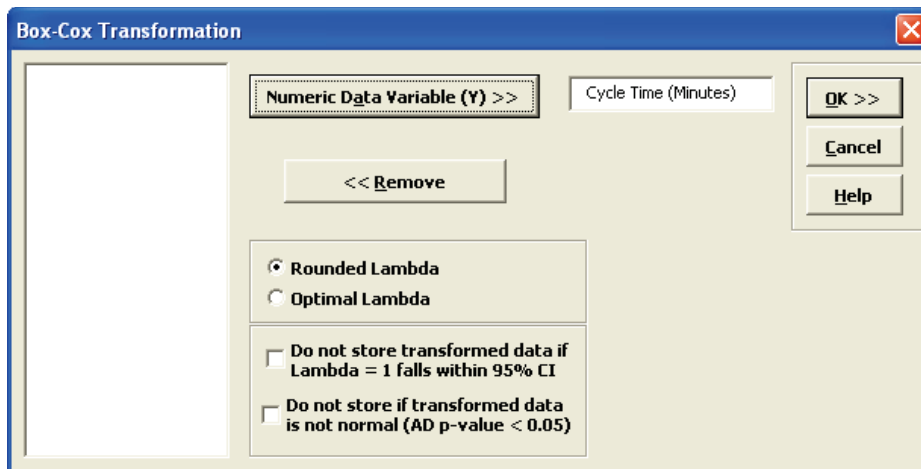 Box-Cox Transformation
Numeric Data Variable (Y) >>
Cycle Time (Minutes)
OK >>
Cancel
<< Remove
Help
Rounded Lambda
Optimal Lambda
Do not store transformed data if
Lambda = 1 falls within 95% CI
Do not store if transformed data
is not normal (AD p-value < 0.05)